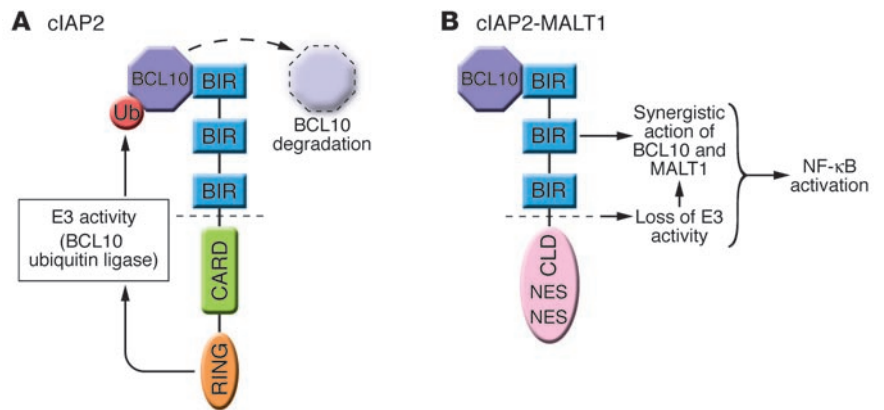 A cIAP2
BCL10
BIR
Ub
BIR
BIR
BCL10
degradation
E3 activity
(BCL10
ubiquitin ligase)
CARD
RING
B cIAP2-MALT1
BCL10
BIR
BIR
BIR
Synergistic
action of
BCL10 and
MALT1
Loss of E3
activity
NF-κB
activation
CLD
NES
NES